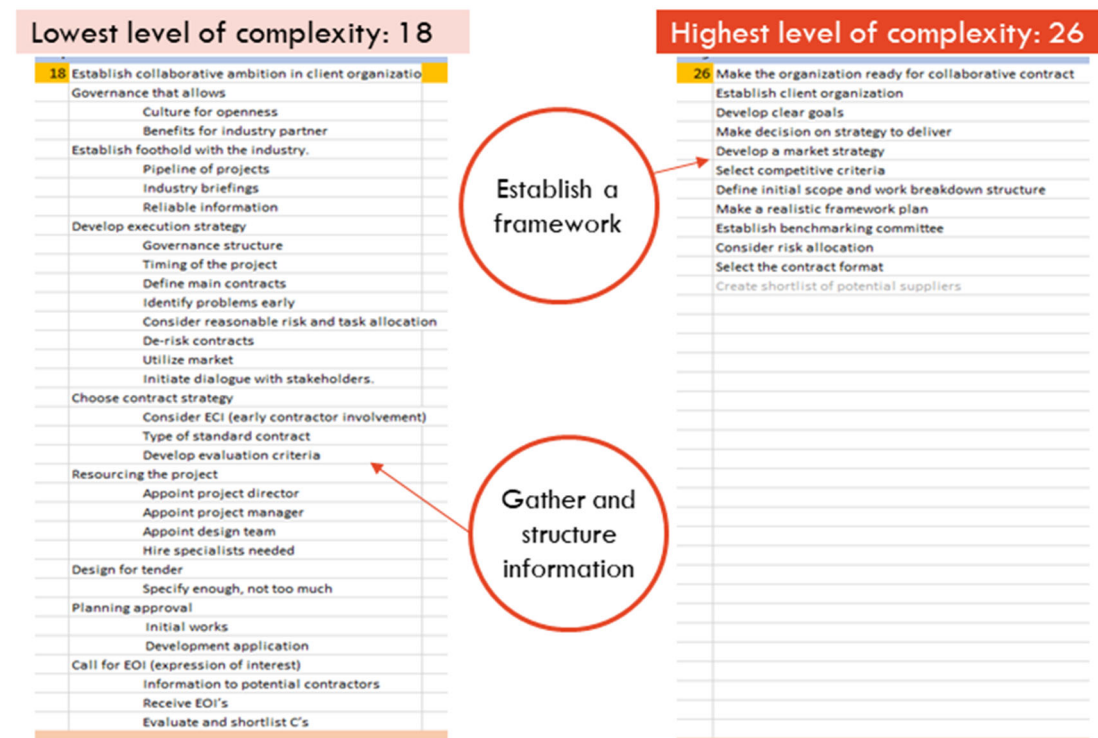 Lowest level of complexity: 18
18 Establish collaborative ambition in client organizatio
Governance that allows
Culture for openness
Benefits for industry partner
Establish foothold with the industry.
Pipeline of projects
Industry briefings
Reliable information
Develop execution strategy
Governance structure
Timing of the project
Define main contracts
Identify problems early
Consider reasonable risk and task allocation
De-risk contracts
Utilize market
Initiate dialogue with stakeholders.
Choose contract strategy
Consider ECI (early contractor involvement)
Type of standard contract
Develop evaluation criteria
Resourcing the project
Appoint project director
Appoint project manager
Appoint design team
Hire specialists needed
Design for tender
Specify enough, not too much
Planning approval
Initial works
Development application
Call for EOI (expression of interest)
Information to potential contractors
Receive EOI's
Evaluate and shortlist C's
Establish a
framework
Gather and
structure
information
Highest level of complexity: 26
26 Make the organization ready for collaborative contract
Establish client organization
Develop clear goals
Make decision on strategy to deliver
Develop a market strategy
Select competitive criteria
Define initial scope and work breakdown structure
Make a realistic framework plan
Establish benchmarking committee
Consider risk allocation
Select the contract format
Create shortlist of potential suppliers